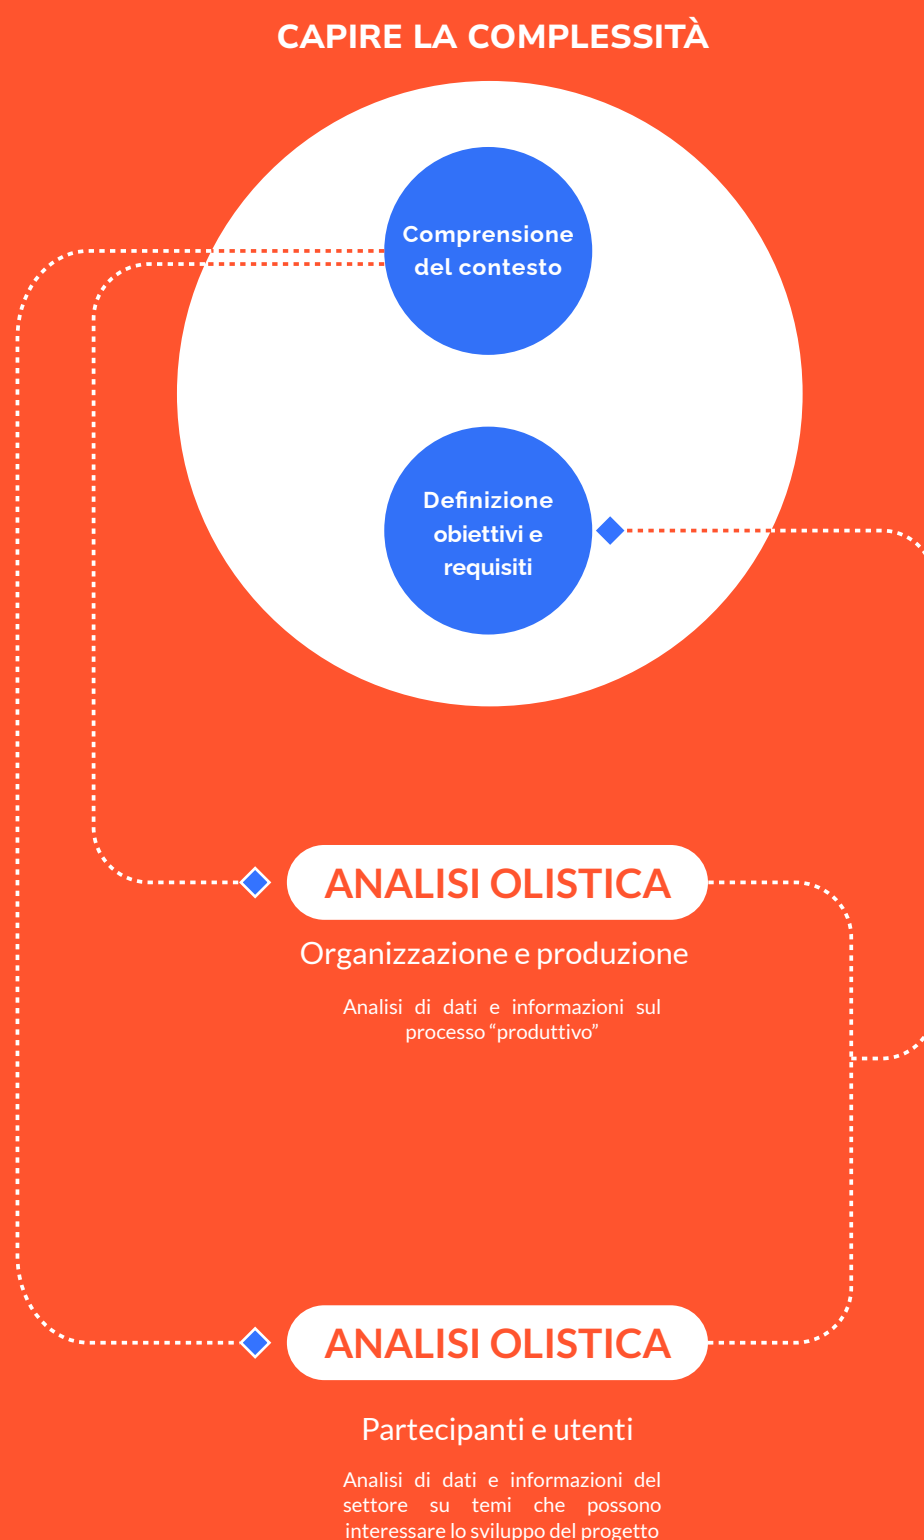 CAPIRE LA COMPLESSITÀ
Comprensione
del contesto
Definizione
obiettivi e
requisiti
ANALISI OLISTICA
Organizzazione e produzione
Analisi di dati e informazioni sul
processo “produttivo”
ANALISI OLISTICA
Partecipanti e utenti
Analisi di dati e informazioni del
settore su temi che possono
interessare lo sviluppo del progetto